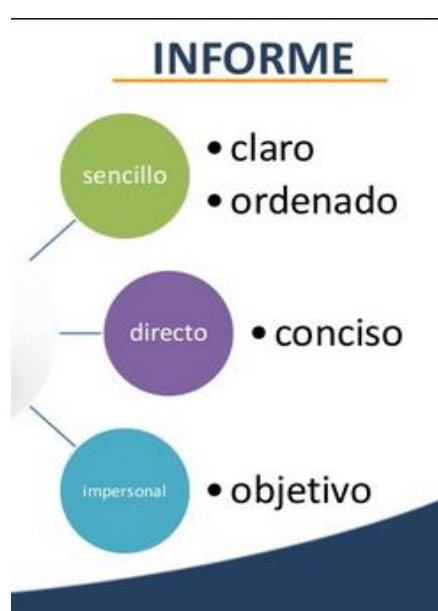 INFORME
sencillo
• claro
• ordenado
directo
• conciso
impersonal
• objetivo